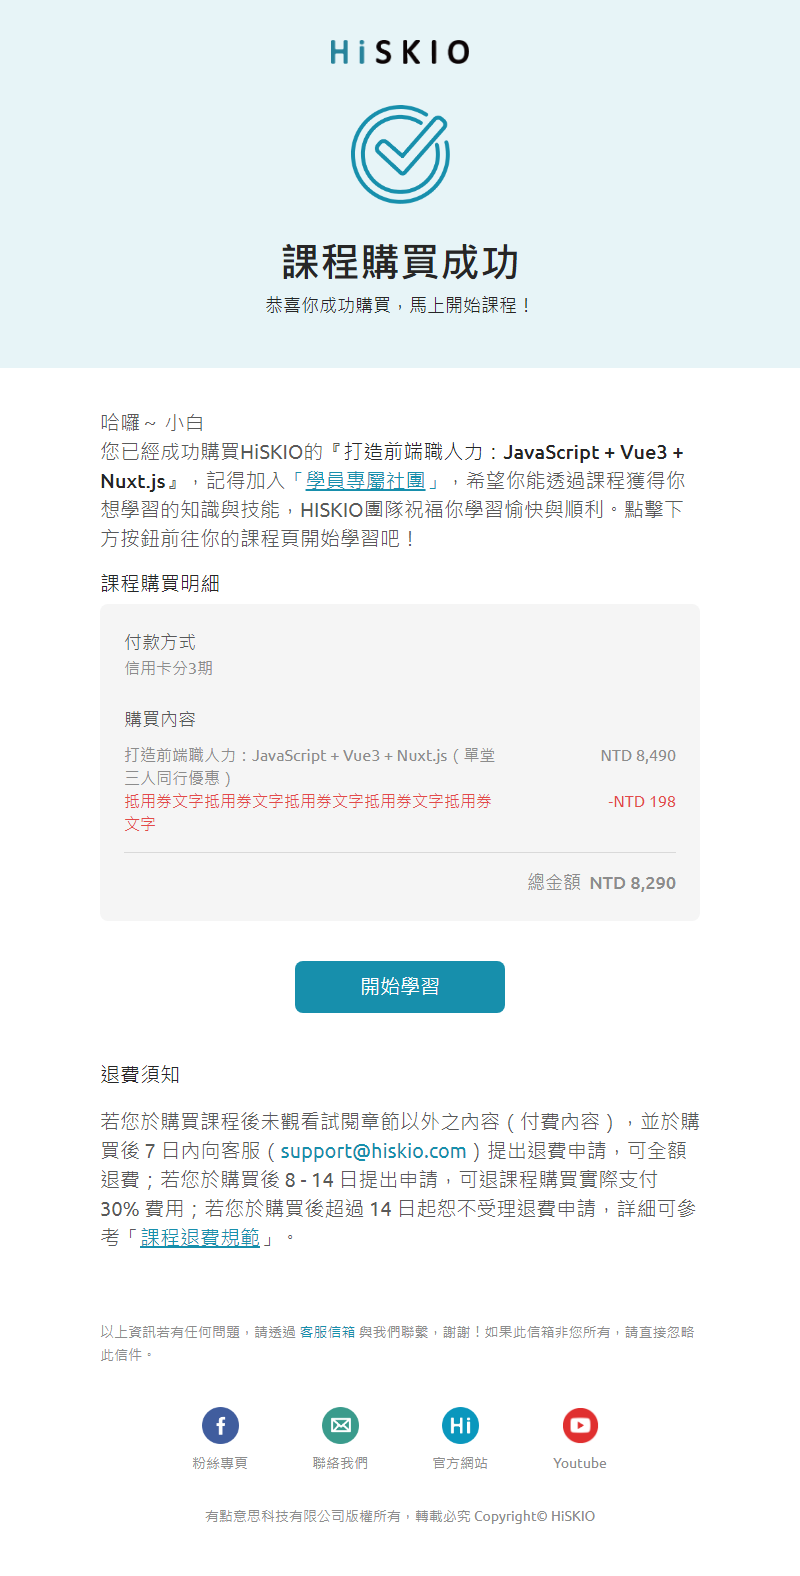 HiSKIO
課程購買成功
恭喜你成功購買，馬上開始課程！
哈囉～ 小白
您已經成功購買HiSKIO的『打造前端職人力：JavaScript + Vue3 +
Nuxt.js』，記得加入「學員專屬社團」，希望你能透過課程獲得你
想學習的知識與技能，HISKIO團隊祝福你學習愉快與順利。點擊下
方按鈕前往你的課程頁開始學習吧！
課程購買明細
付款方式
信用卡分3期
購買內容
打造前端職人力：JavaScript + Vue3 + Nuxt.js（單堂 NTD 8,490
三人同行優惠）
抵用券文字抵用券文字抵用券文字抵用券文字抵用券 -NTD 198
文字
總金額 NTD 8,290
開始學習
退費須知
若您於購買課程後未觀看試閱章節以外之內容（付費內容），並於購
買後 7 日內向客服（support@hiskio.com）提出退費申請，可全額
退費；若您於購買後 8 - 14 日提出申請，可退課程購買實際支付
30% 費用；若您於購買後超過 14 日起恕不受理退費申請，詳細可參
考「課程退費規範」。
以上資訊若有任何問題，請透過 客服信箱 與我們聯繫，謝謝！如果此信箱非您所有，請直接忽略
此信件。
Hi
粉絲專頁 聯絡我們 官方網站 Youtube
有點意思科技有限公司版權所有，轉載必究 Copyright© HiSKIO